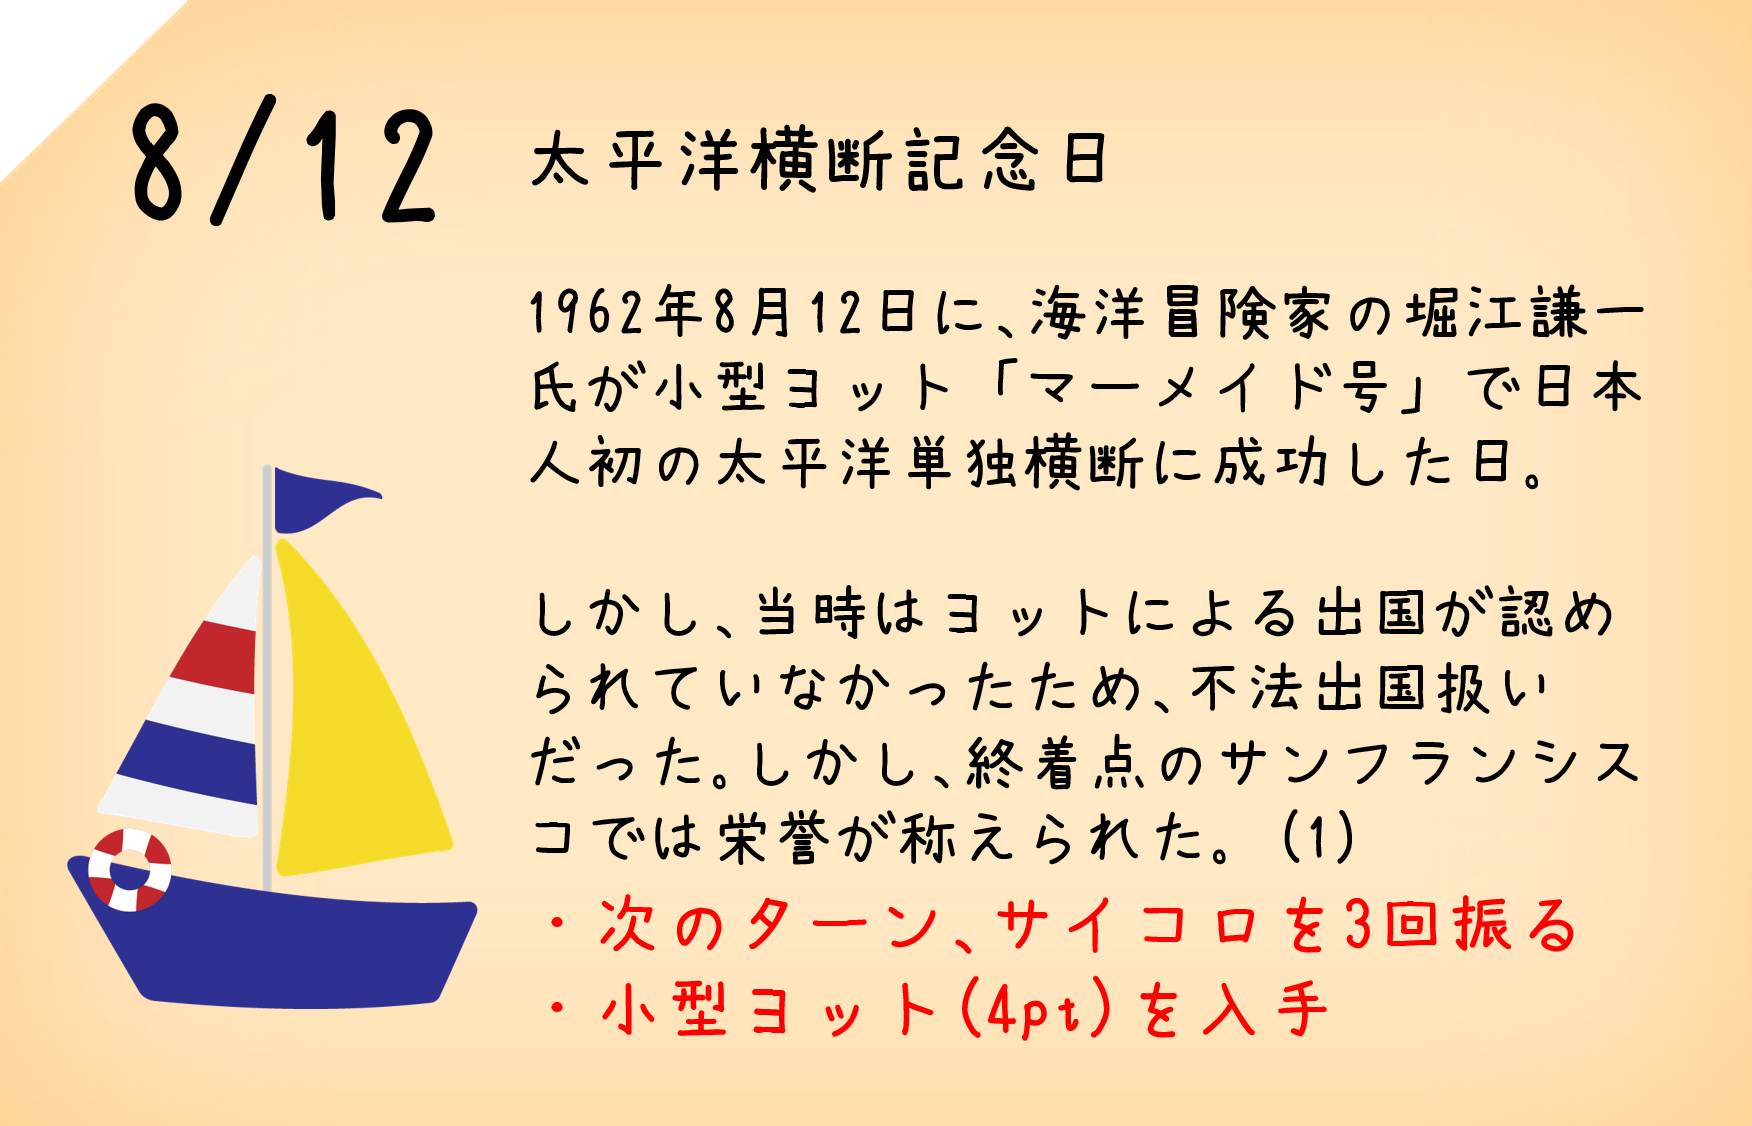 8/12 太平洋横断記念日
1962年8月12日に、海洋冒険家の堀江謙一
氏が小型ヨット「マーメイド号」で日本
人初の太平洋単独横断に成功した日。
しかし、当時はヨットによる出国が認め
られていなかったため、不法出国扱い
だった。しかし、終着点のサンフランシス
コでは栄誉が称えられた。(1)
・次のターン、サイコロを3回振る
・小型ヨット(4pt)を入手